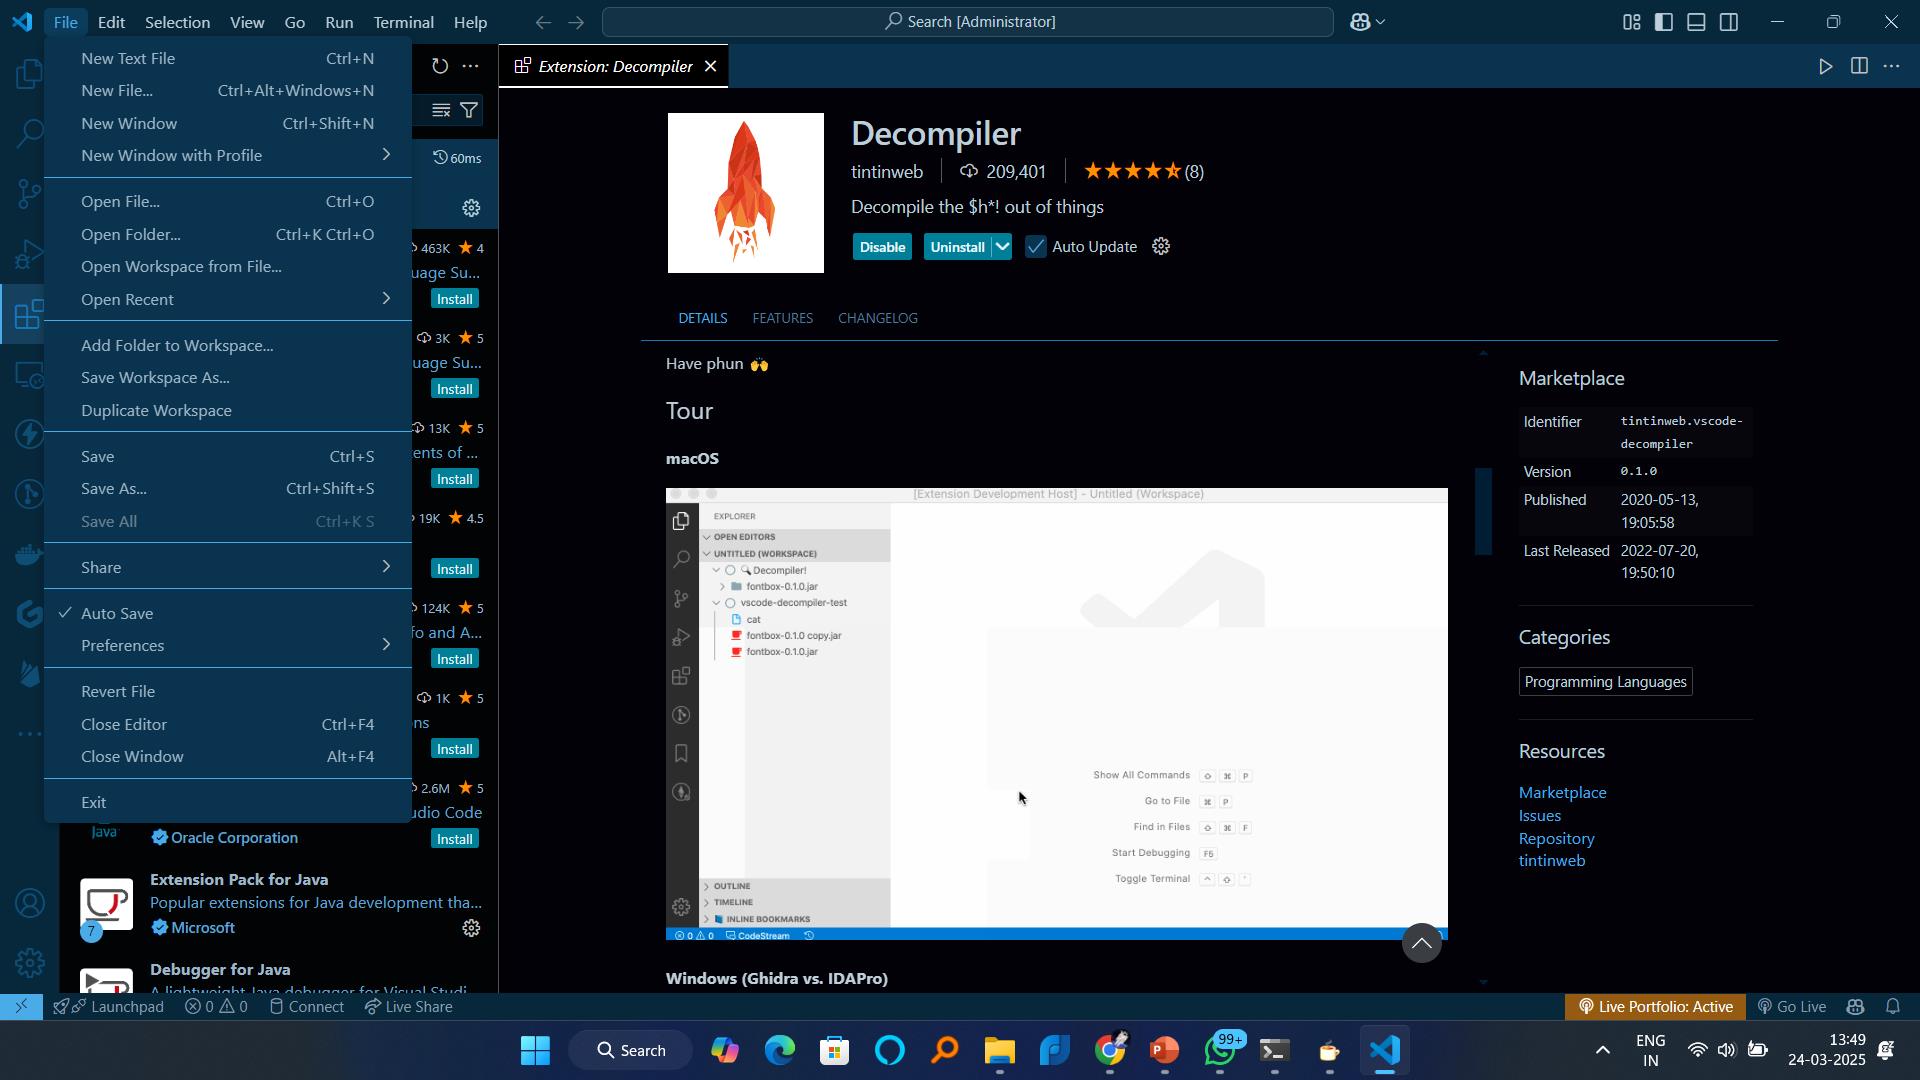 File Edit Selection View Go Run Terminal Help
Search [Administrator]
New Text File Ctrl+N
New File... Ctrl+Alt+Windows+N
New Window Ctrl+Shift+N
New Window with Profile
Open File... Ctrl+O
Open Folder... Ctrl+K Ctrl+O
Open Workspace from File...
Open Recent
Add Folder to Workspace...
Save Workspace As...
Duplicate Workspace
Save Ctrl+S
Save As... Ctrl+Shift+S
Save All Ctrl+K S
Share
Auto Save
Preferences
Revert File
Close Editor Ctrl+F4
Close Window Alt+F4
Exit
60ms
463K 4
uage Su...
Install
3K 5
uage Su...
Install
13K 5
ents of ...
Install
19K 4.5
Install
124K 5
fo and A...
Install
1K 5
ns
Install
2.6M 5
udio Code
Java
Oracle Corporation
Install
Extension Pack for Java
Popular extensions for Java development tha...
7
Microsoft
Debugger for Java
A lightweight Java debugger for Visual Studi
Extension: Decompiler
Decompiler
tintinweb 209,401 (8)
Decompile the $h*! out of things
Disable Uninstall Auto Update
DETAILS FEATURES CHANGELOG
Have phun 🙌
Tour
macOS
[Extension Development Host] - Untitled (Workspace)
EXPLORER
OPEN EDITORS
UNTITLED (WORKSPACE)
Decompiler!
fontbox-0.1.0.jar
vscode-decompiler-test
cat
fontbox-0.1.0 copy.jar
fontbox-0.1.0.jar
Show All Commands ⇧ ⌘ P
Go to File ⌘ P
Find in Files ⇧ ⌘ F
Start Debugging F5
Toggle Terminal ^ ⇧ `
OUTLINE
TIMELINE
INLINE BOOKMARKS
0 0 CodeStream
Windows (Ghidra vs. IDAPro)
Marketplace
Identifier tintinweb.vscode-
decompiler
Version 0.1.0
Published 2020-05-13,
19:05:58
Last Released 2022-07-20,
19:50:10
Categories
Programming Languages
Resources
Marketplace
Issues
Repository
tintinweb
Launchpad 0 0 Connect Live Share
Live Portfolio: Active Go Live
Search
99+
ENG
IN
13:49
24-03-2025